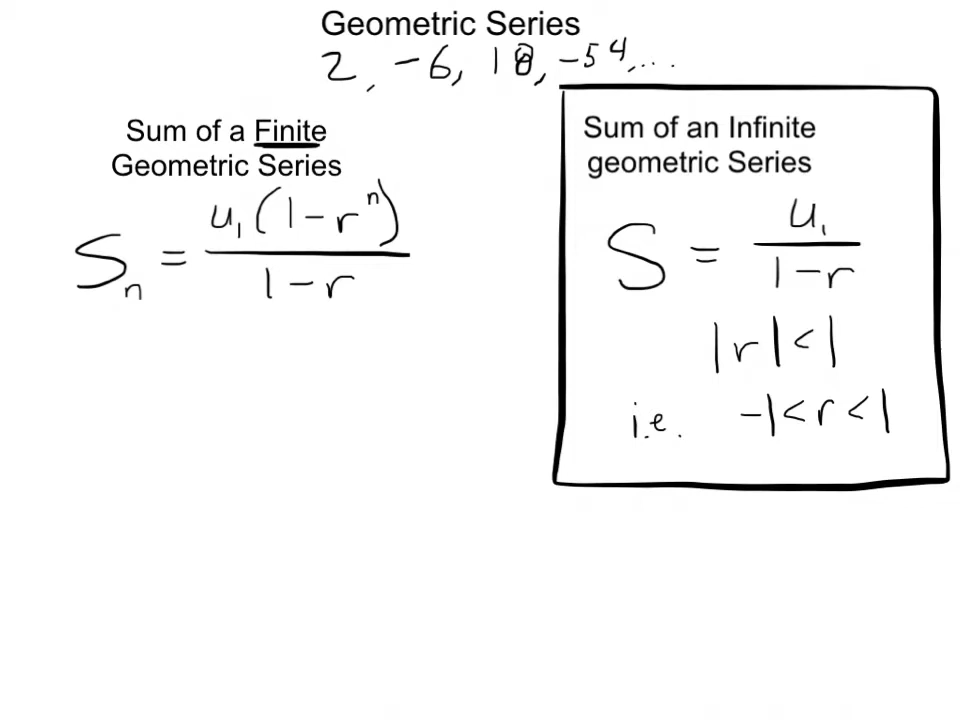 Geometric Series
2, -6, 18, -54, ...
Sum of a Finite
Geometric Series
Sₙ = u₁(1-rⁿ) / 1-r
Sum of an Infinite
geometric Series
S = u₁ / 1-r
|r| < 1
i.e. -1 < r < 1